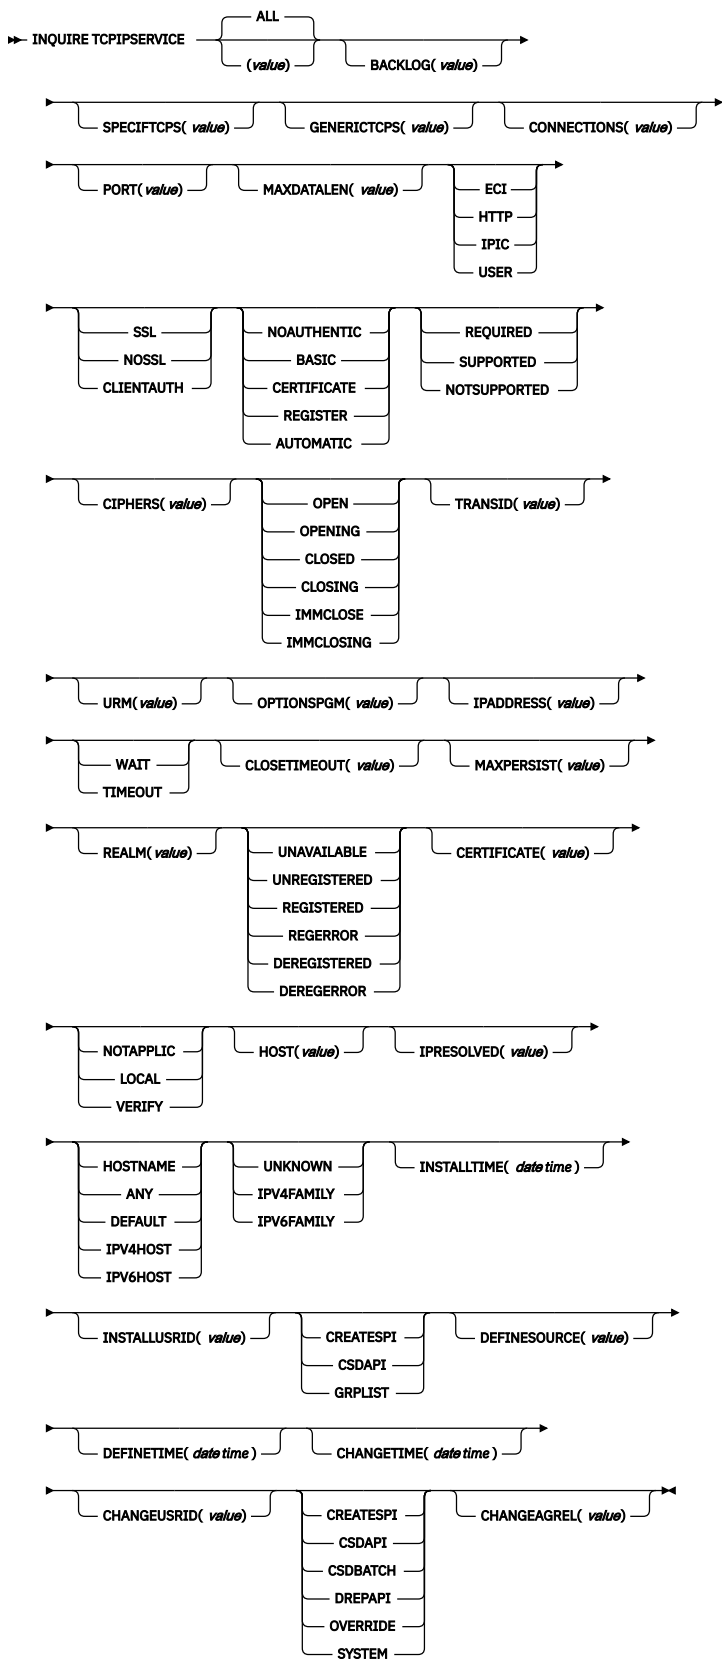 ALL
INQUIRE TCPIPSERVICE
(value) BACKLOG( value)
SPECIFTCPS( value) GENERICTCPS( value) CONNECTIONS( value)
PORT(value) MAXDATALEN( value) ECI
HTTP
IPIC
USER
SSL NOAUTHENTIC REQUIRED
NOSSL BASIC SUPPORTED
CLIENTAUTH CERTIFICATE NOTSUPPORTED
REGISTER
AUTOMATIC
CIPHERS( value) OPEN TRANSID( value)
OPENING
CLOSED
CLOSING
IMMCLOSE
IMMCLOSING
URM(value) OPTIONSPGM( value) IPADDRESS( value)
WAIT CLOSETIMEOUT( value) MAXPERSIST( value)
TIMEOUT
REALM(value) UNAVAILABLE CERTIFICATE( value)
UNREGISTERED
REGISTERED
REGERROR
DEREGISTERED
DEREGERROR
NOTAPPLIC HOST(value) IPRESOLVED( value)
LOCAL
VERIFY
HOSTNAME UNKNOWN INSTALLTIME( date time )
ANY IPV4FAMILY
DEFAULT IPV6FAMILY
IPV4HOST
IPV6HOST
INSTALLUSRID( value) CREATESPI DEFINESOURCE( value)
CSDAPI
GRPLIST
DEFINETIME( date time ) CHANGETIME( date time )
CHANGEUSRID( value) CREATESPI CHANGEAGREL( value)
CSDAPI
CSDBATCH
DREPAPI
OVERRIDE
SYSTEM